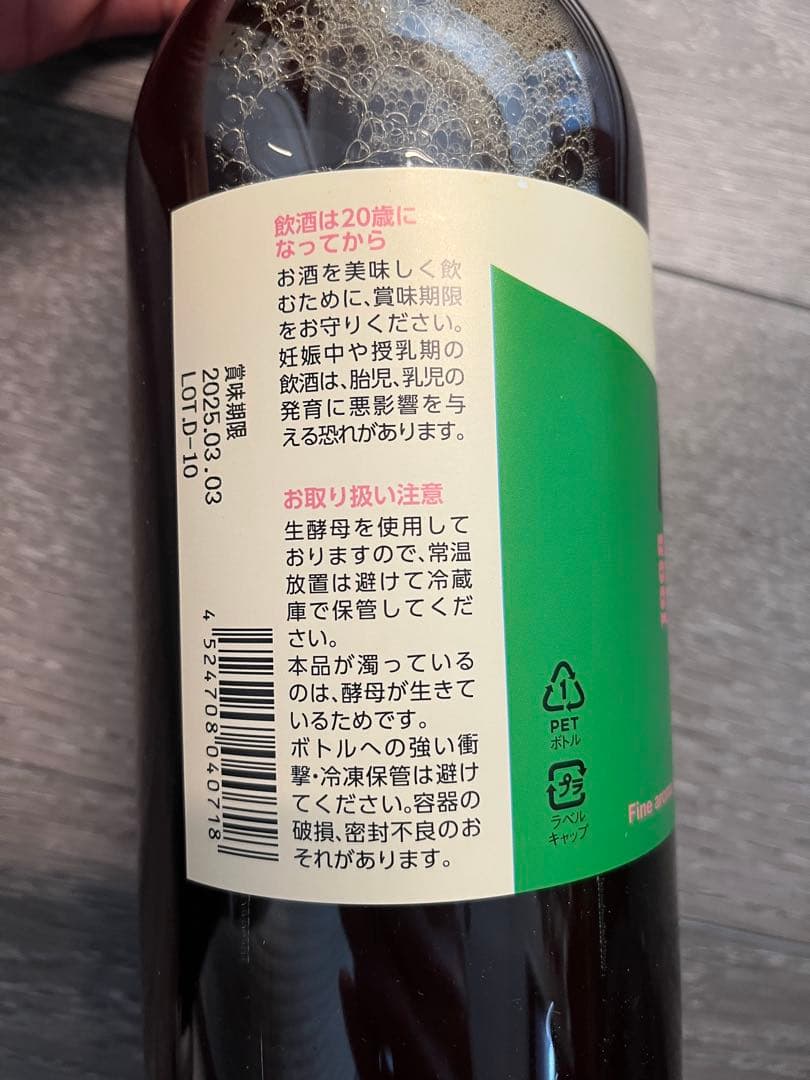 飲酒は20歳に
なってから
お酒を美味しく飲
むために、賞味期限
をお守りください。
妊娠中や授乳期の
飲酒は、胎児、乳児の
発育に悪影響を与
える恐れがあります。
お取り扱い注意
生酵母を使用して
おりますので、常温
放置は避けて冷蔵
庫で保管してくだ
さい。
本品が濁っている
のは、酵母が生きて
いるためです。
ボトルへの強い衝
撃・冷凍保管は避け
てください。容器の
破損、密封不良のお
それがあります。
賞味期限
2025.03.03
LOT.D-10
4 524708 040718
1
PET
ボトル
プラ
ラベル
キャップ
Fine